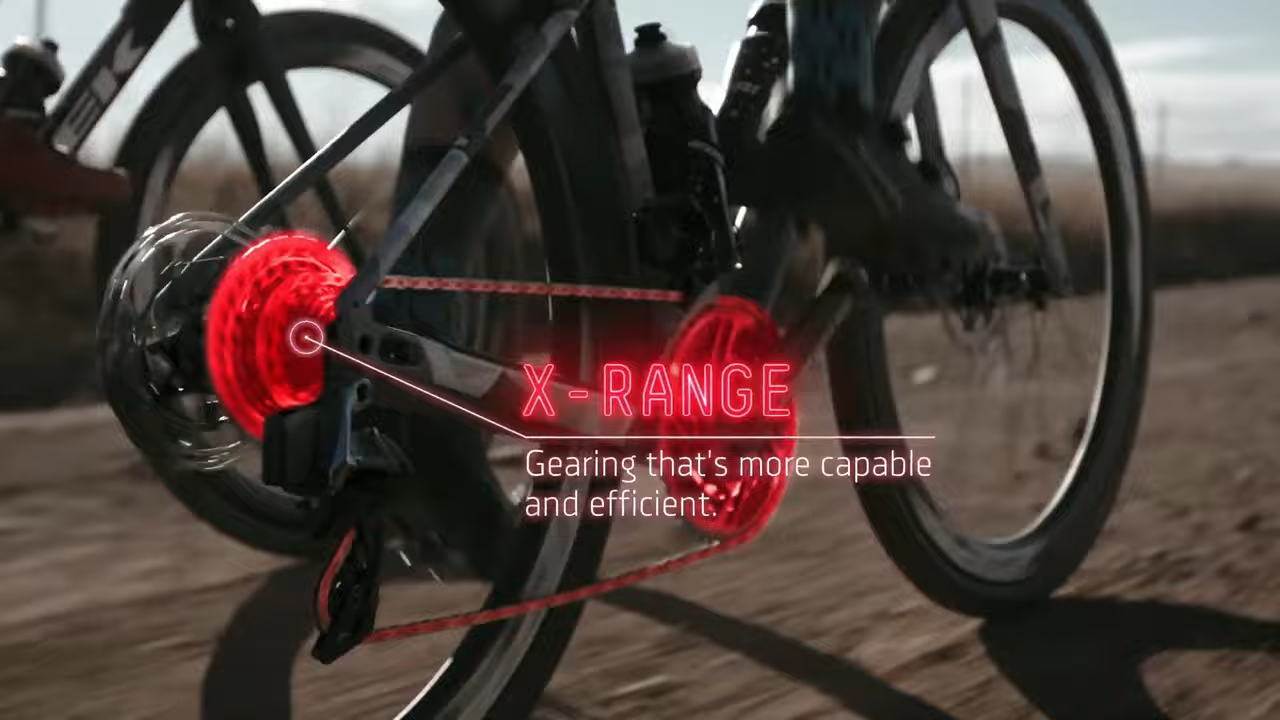 X-RANGE
Gearing that's more capable
and efficient.